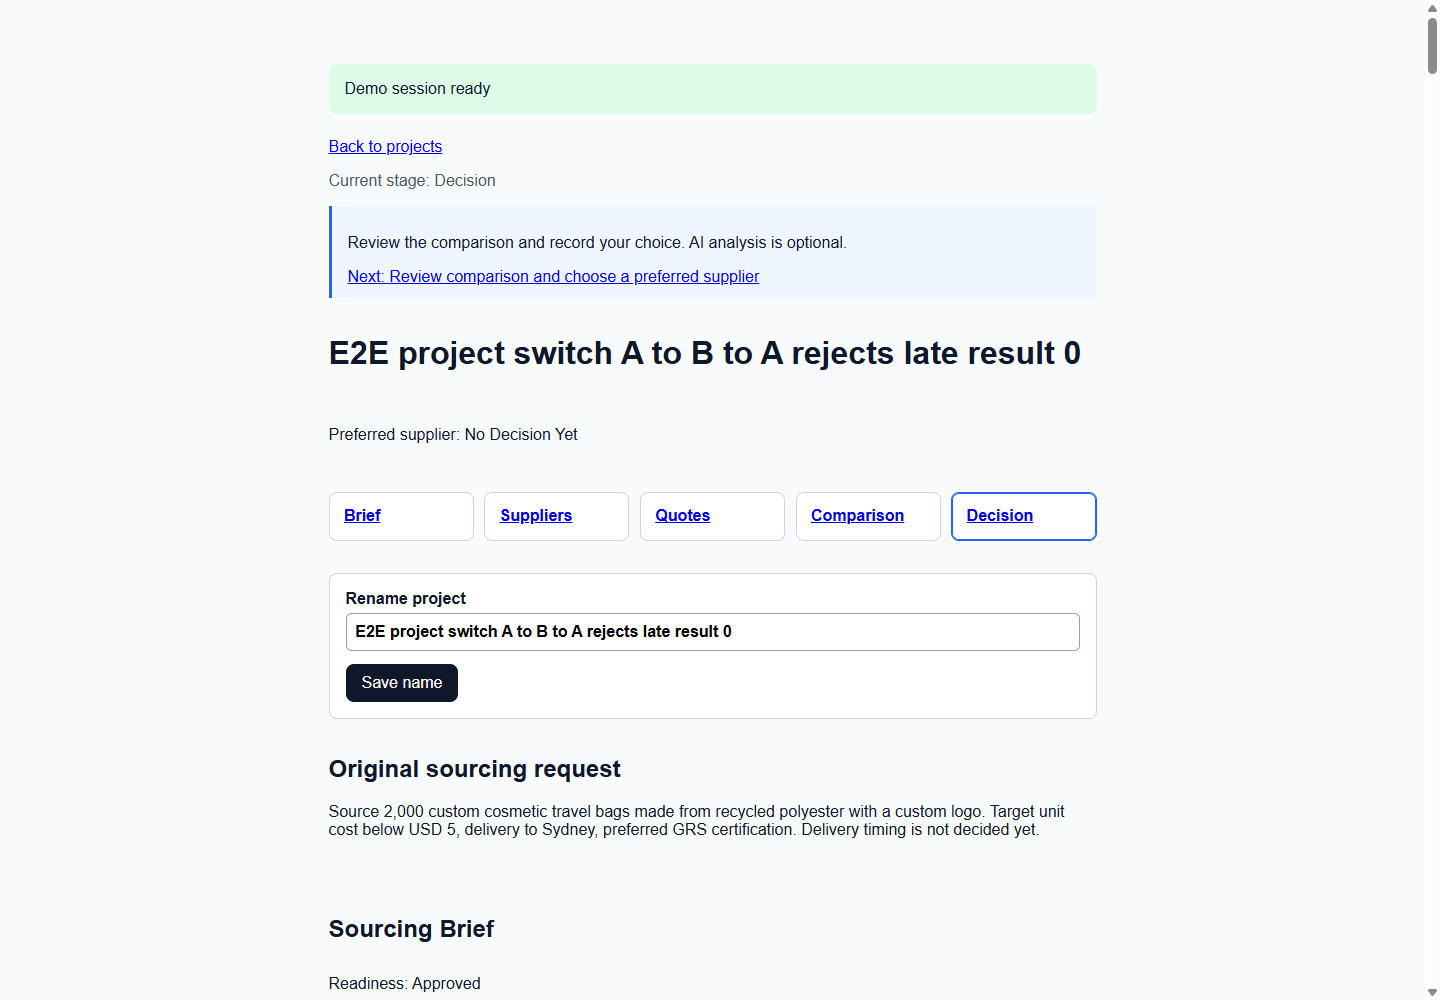 Demo session ready
Back to projects
Current stage: Decision
Review the comparison and record your choice. AI analysis is optional.
Next: Review comparison and choose a preferred supplier
E2E project switch A to B to A rejects late result 0
Preferred supplier: No Decision Yet
Brief
Suppliers
Quotes
Comparison
Decision
Rename project
E2E project switch A to B to A rejects late result 0
Save name
Original sourcing request
Source 2,000 custom cosmetic travel bags made from recycled polyester with a custom logo. Target unit
cost below USD 5, delivery to Sydney, preferred GRS certification. Delivery timing is not decided yet.
Sourcing Brief
Readiness: Approved